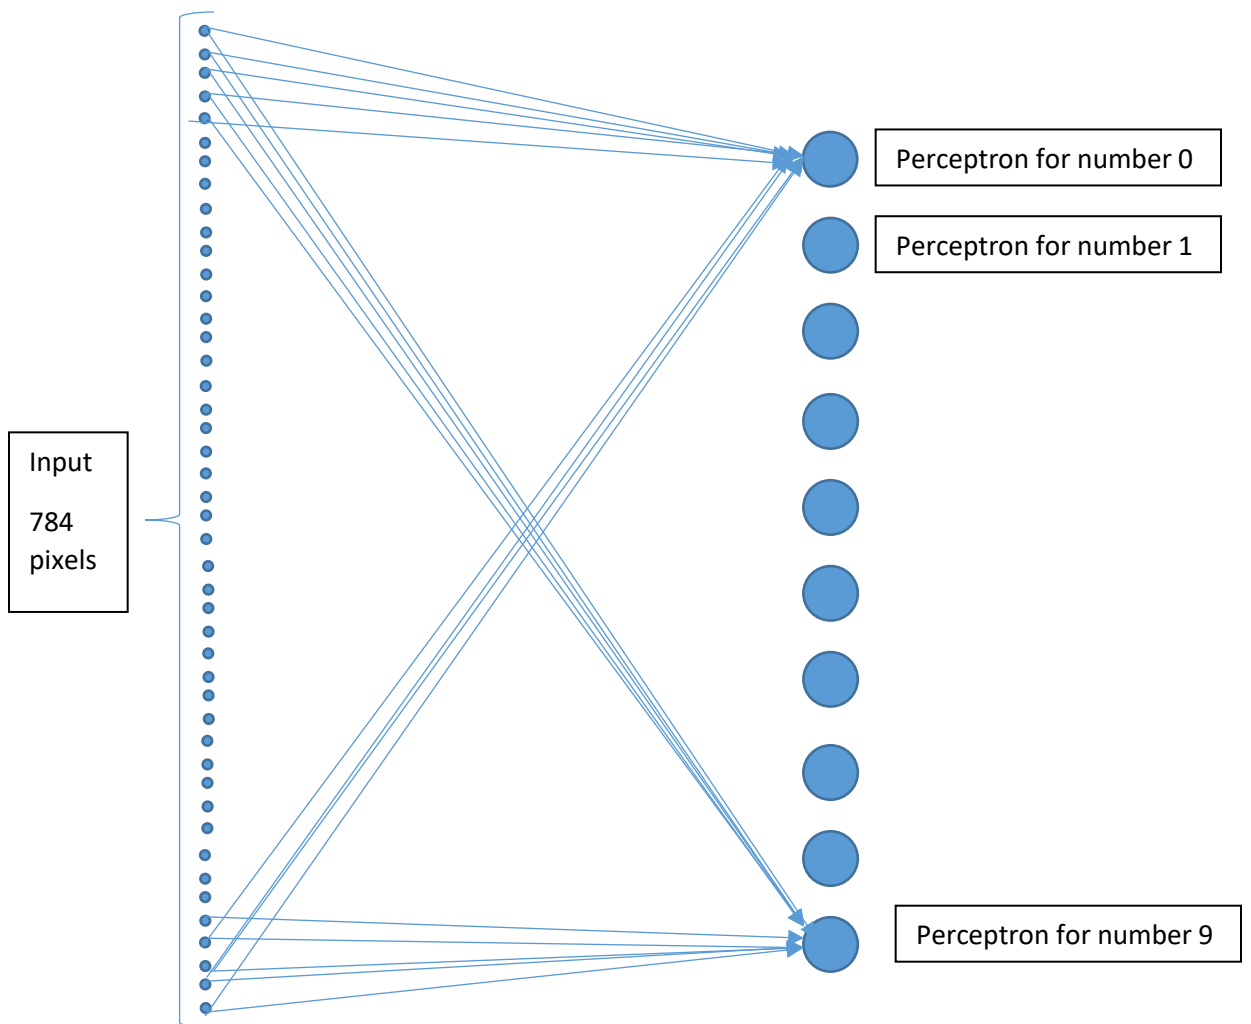 Perceptron for number 0
Perceptron for number 1
Input
784
pixels
Perceptron for number 9